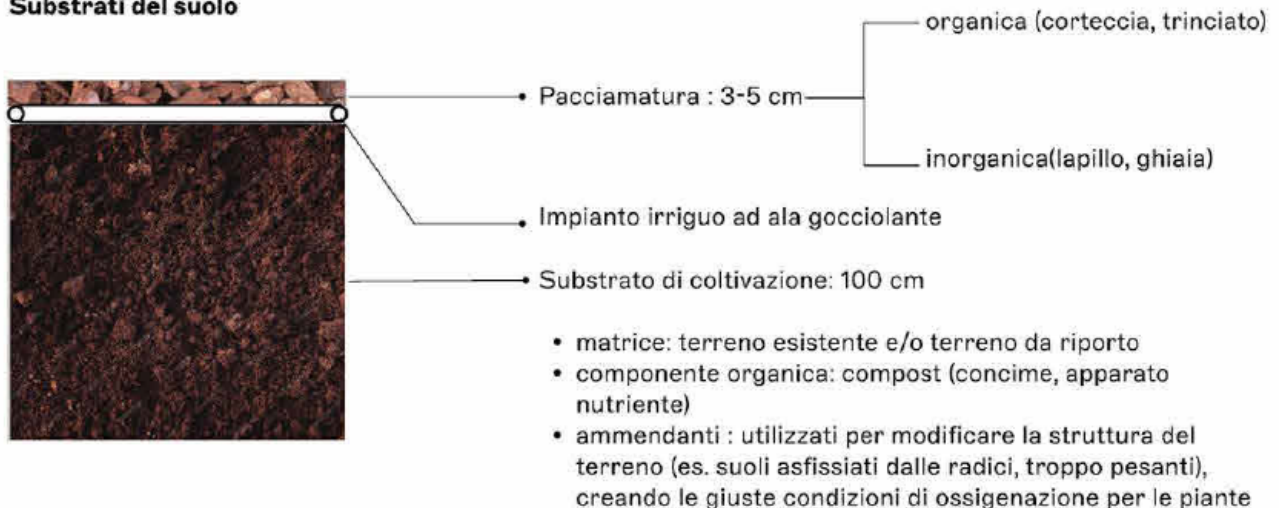 Substrati del suolo
organica (corteccia, trinciato)
Pacciamatura : 3-5 cm
inorganica(lapillo, ghiaia)
Impianto irriguo ad ala gocciolante
Substrato di coltivazione: 100 cm
• matrice: terreno esistente e/o terreno da riporto
• componente organica: compost (concime, apparato
nutriente)
• ammendanti : utilizzati per modificare la struttura del
terreno (es. suoli asfissiati dalle radici, troppo pesanti),
creando le giuste condizioni di ossigenazione per le piante